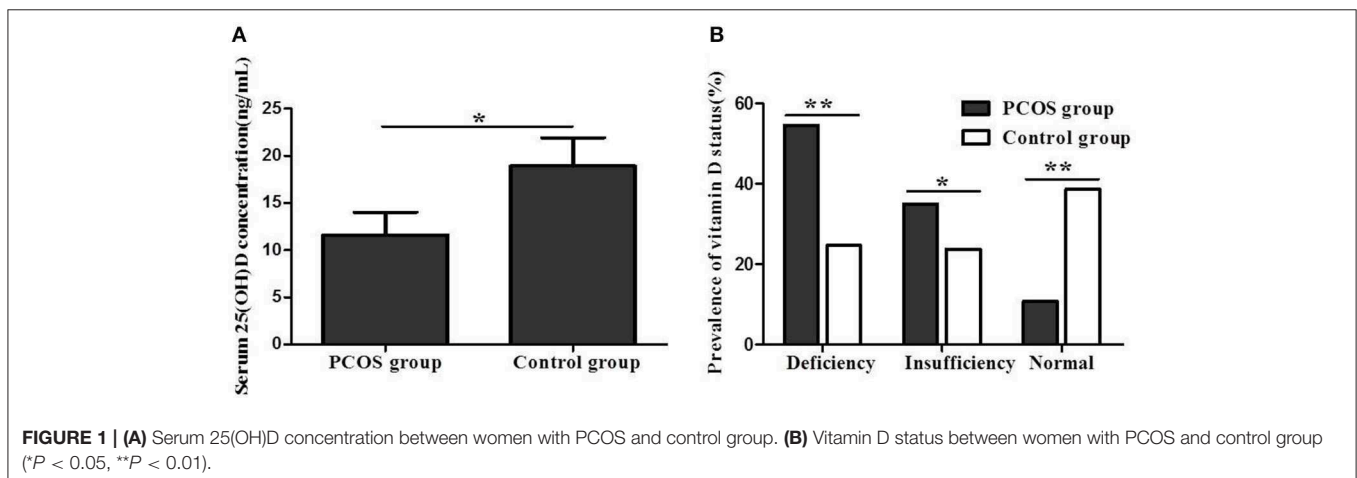 A
Serum 25(OH)D concentration(ng/mL)
25
20
15
10
5
0
*
PCOS group
Control group
B
Prevalence of vitamin D status(%)
60
40
20
0
**
*
**
PCOS group
Control group
Deficiency
Insufficiency
Normal
FIGURE 1 | (A) Serum 25(OH)D concentration between women with PCOS and control group. (B) Vitamin D status between women with PCOS and control group
(*P < 0.05, **P < 0.01).